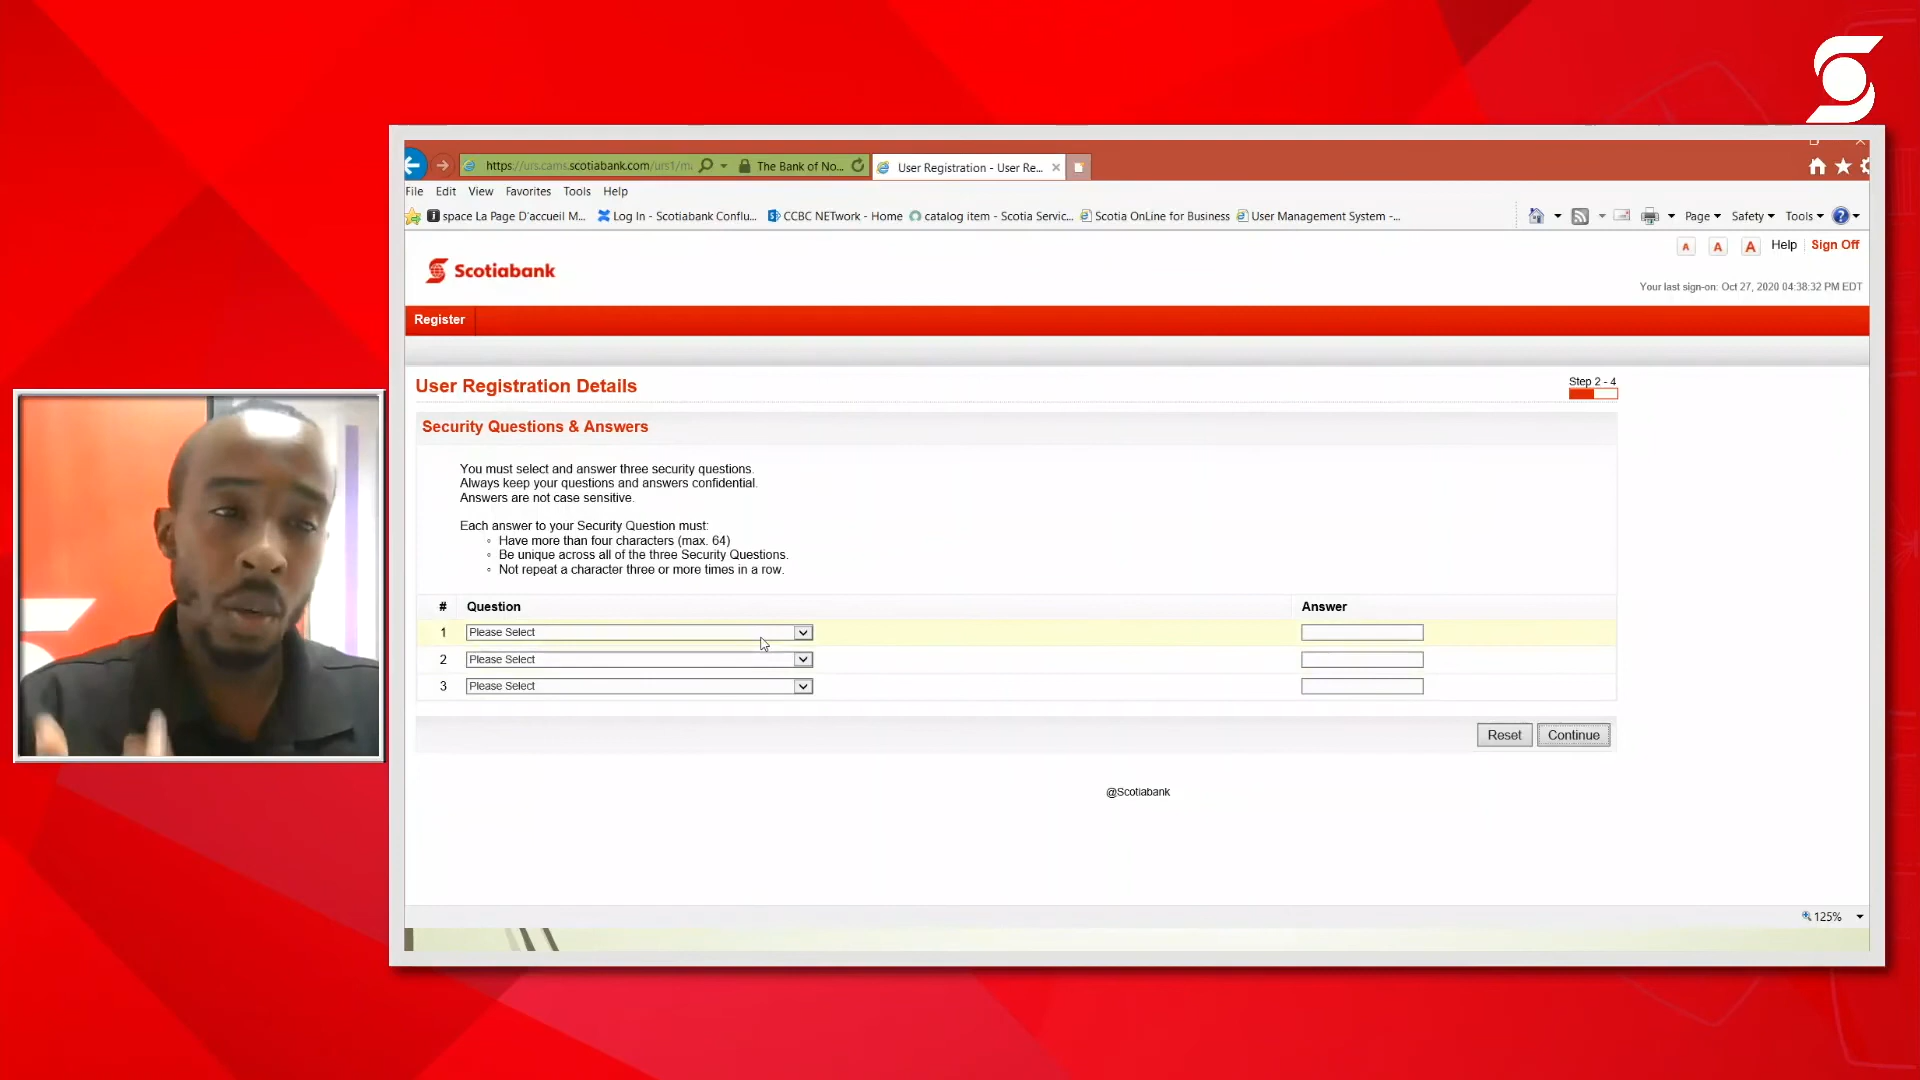 https://urs.cams.scotiabank.com/urs1/m.
The Bank of No...
User Registration - User Re...
File Edit View Favorites Tools Help
space La Page D'accueil M...
Log In - Scotiabank Conflu...
CCBC NETwork - Home
catalog item - Scotia Servic...
Scotia OnLine for Business
User Management System -...
Page Safety Tools
A A A Help Sign Off
Scotiabank
Your last sign-on: Oct 27, 2020 04:38:32 PM EDT
Register
User Registration Details
Step 2 - 4
Security Questions & Answers
You must select and answer three security questions.
Always keep your questions and answers confidential.
Answers are not case sensitive.
Each answer to your Security Question must:
Have more than four characters (max. 64)
Be unique across all of the three Security Questions.
Not repeat a character three or more times in a row.
# Question Answer
1 Please Select
2 Please Select
3 Please Select
Reset Continue
@Scotiabank
125%